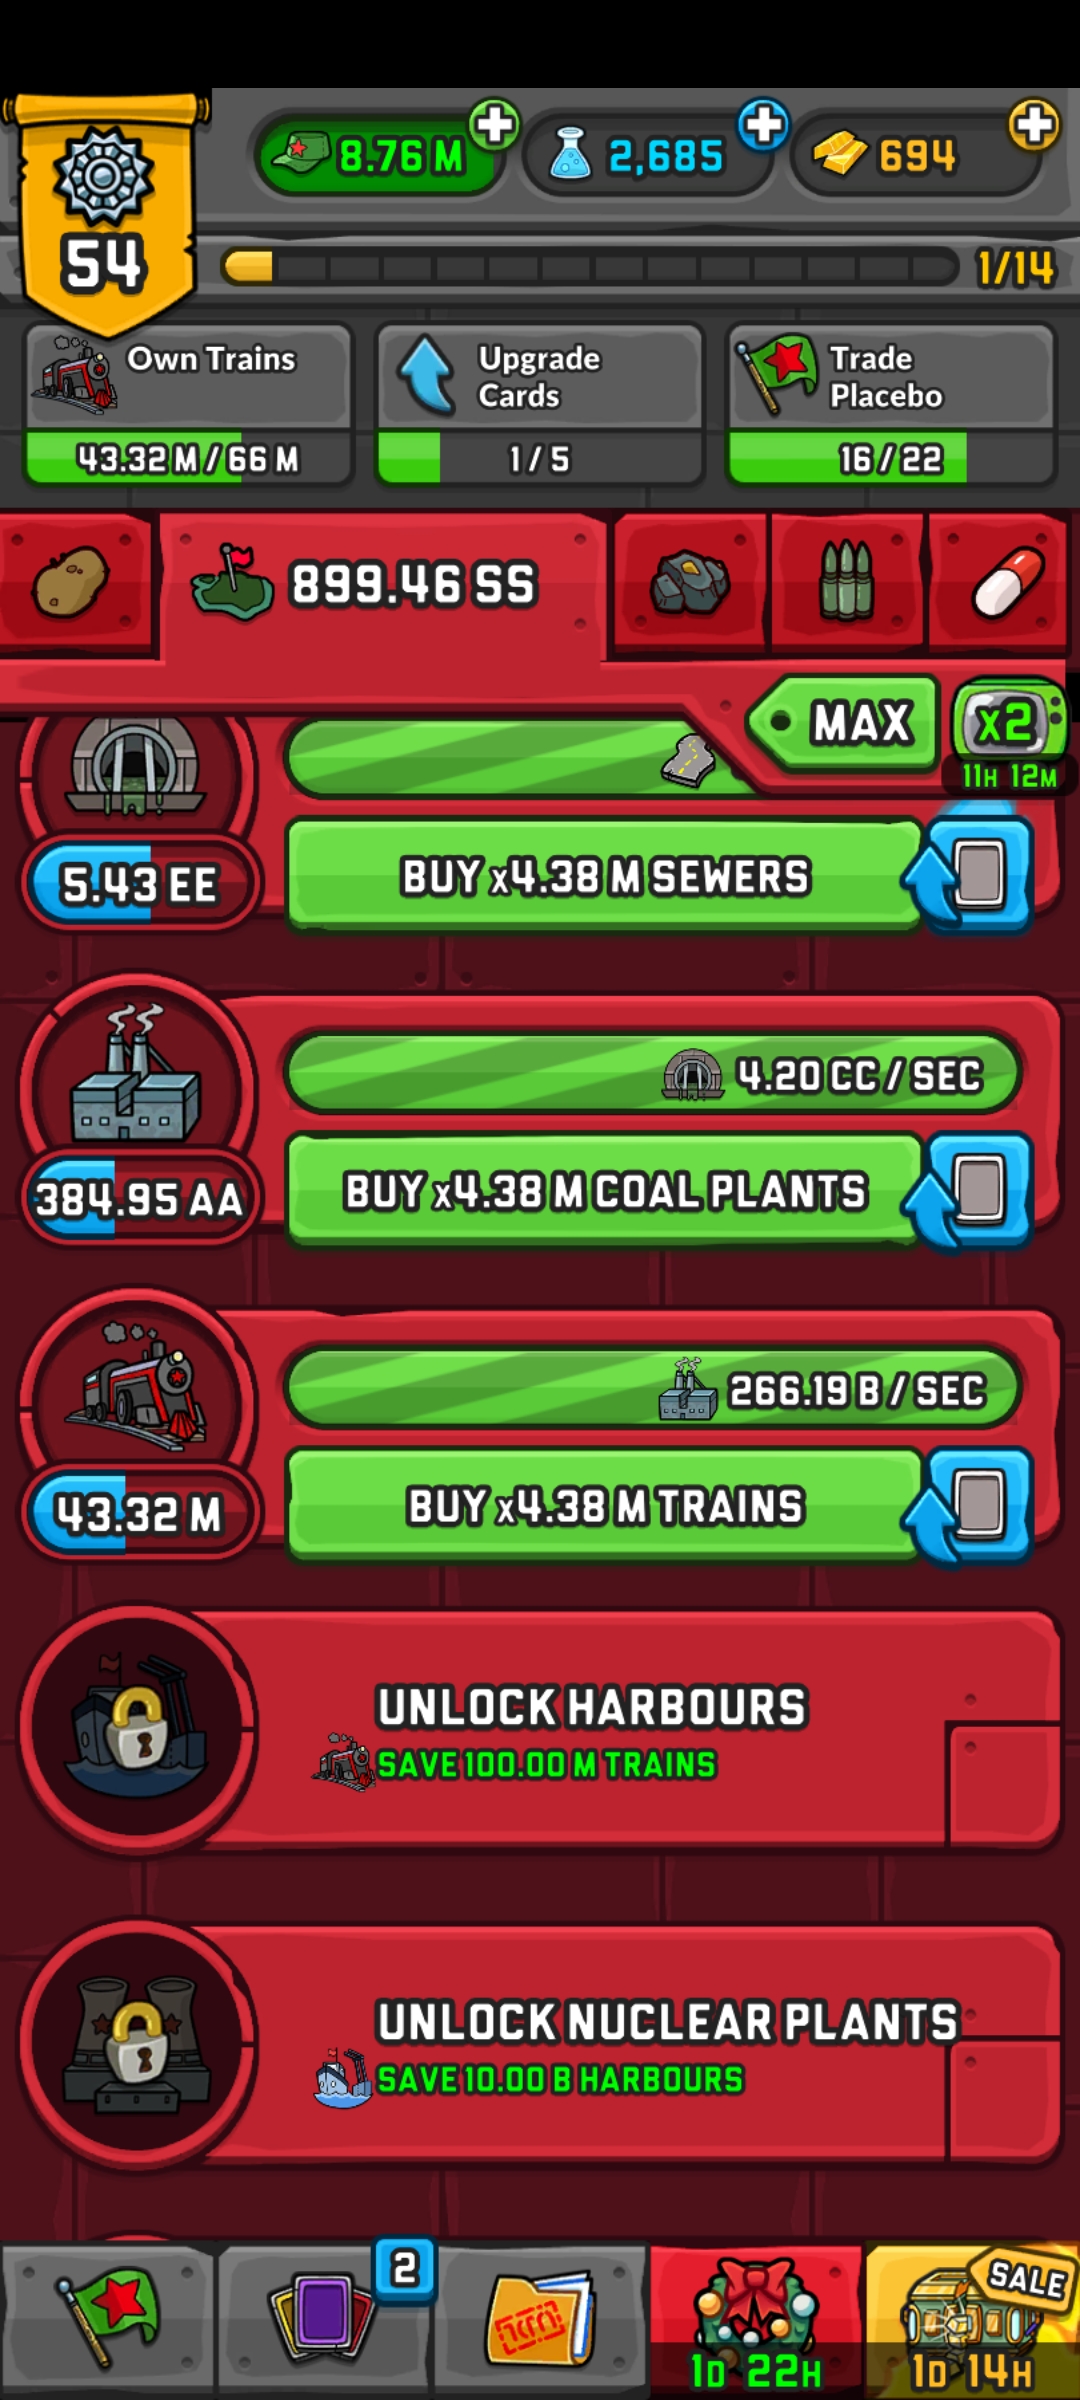 8.76 M
2,685
694
54
1/14
Own Trains
43.32 M / 66 M
Upgrade
Cards
1 / 5
Trade
Placebo
16 / 22
899.46 SS
MAX
x2
11H 12M
5.43 EE
BUY x4.38 M SEWERS
4.20 CC / SEC
384.95 AA
BUY x4.38 M COAL PLANTS
266.19 B / SEC
43.32 M
BUY x4.38 M TRAINS
UNLOCK HARBOURS
SAVE 100.00 M TRAINS
UNLOCK NUCLEAR PLANTS
SAVE 10.00 B HARBOURS
2
SALE
1D 22H
1D 14H